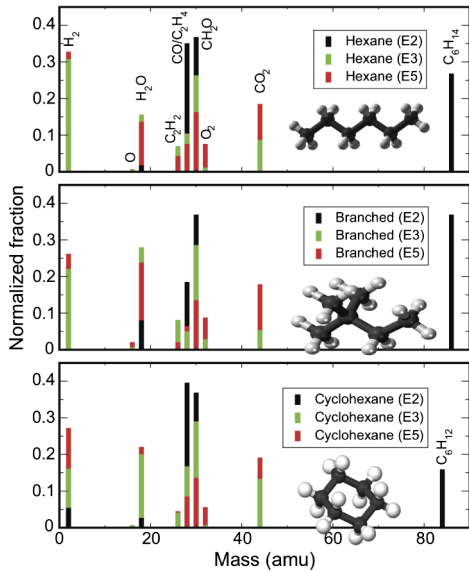 H₂
O
H₂O
C₂H₂
CO/C₂H₄
CH₂O
O₂
CO₂
C₆H₁₄
Hexane (E2)
Hexane (E3)
Hexane (E5)
0.4
0.3
0.2
0.1
0
Branched (E2)
Branched (E3)
Branched (E5)
0.4
0.3
0.2
0.1
0
Normalized fraction
Cyclohexane (E2)
Cyclohexane (E3)
Cyclohexane (E5)
C₆H₁₂
0.4
0.3
0.2
0.1
0
0 20 40 60 80
Mass (amu)